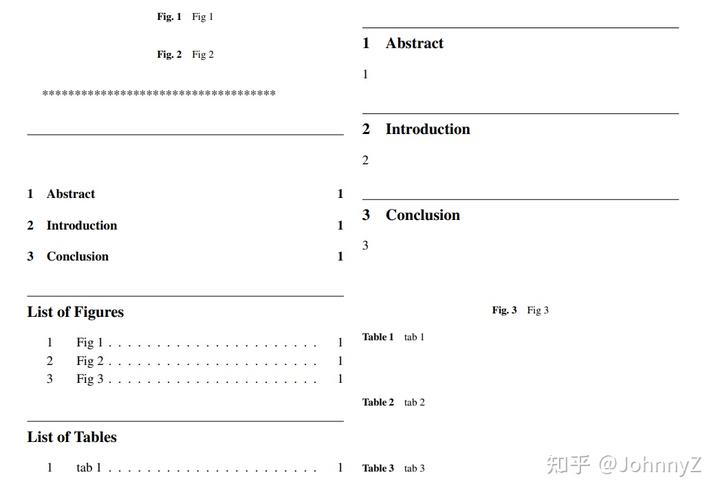 Fig. 1 Fig 1
Fig. 2 Fig 2
************************************
1 Abstract 1
2 Introduction 1
3 Conclusion 1
List of Figures
1 Fig 1 . . . . . . . . . . . . . . . . . . . . . . 1
2 Fig 2 . . . . . . . . . . . . . . . . . . . . . . 1
3 Fig 3 . . . . . . . . . . . . . . . . . . . . . . 1
List of Tables
1 tab 1 . . . . . . . . . . . . . . . . . . . . . . 1
1 Abstract
1
2 Introduction
2
3 Conclusion
3
Fig. 3 Fig 3
Table 1 tab 1
Table 2 tab 2
Table 3 tab 3
知乎 @JohnnyZ